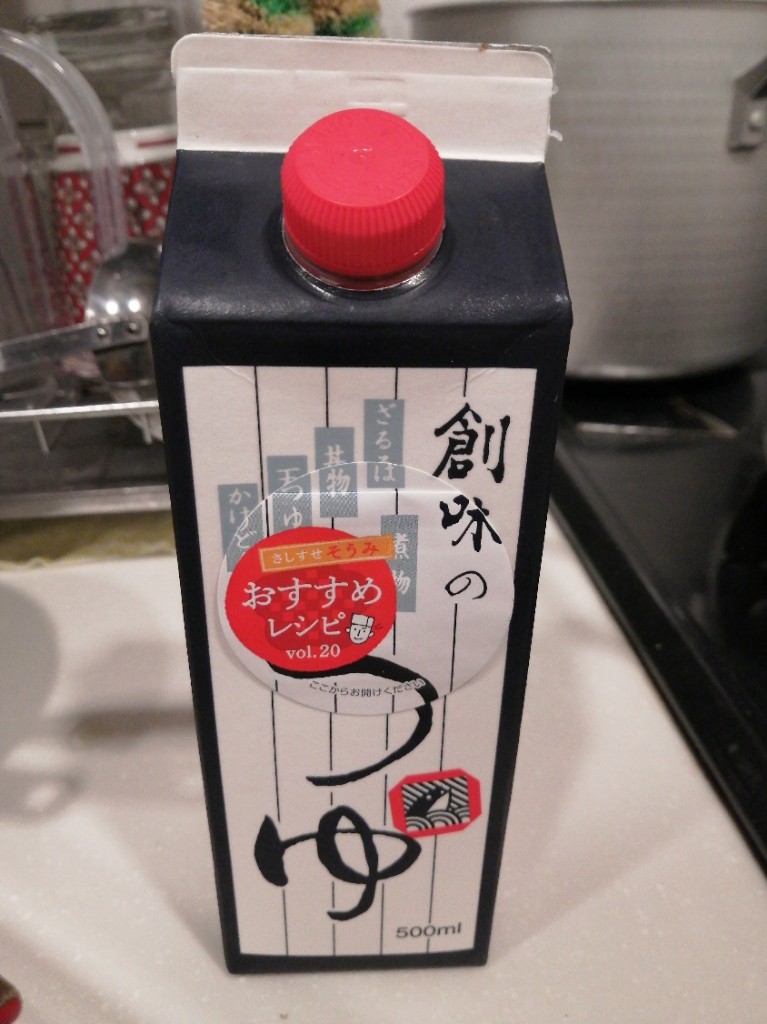 創味の
つゆ
ざるそ
丼物
天つゆ
かけど
煮物
さしすせそうみ
おすすめ
レシピ
vol.20
ここからお開けください
500ml